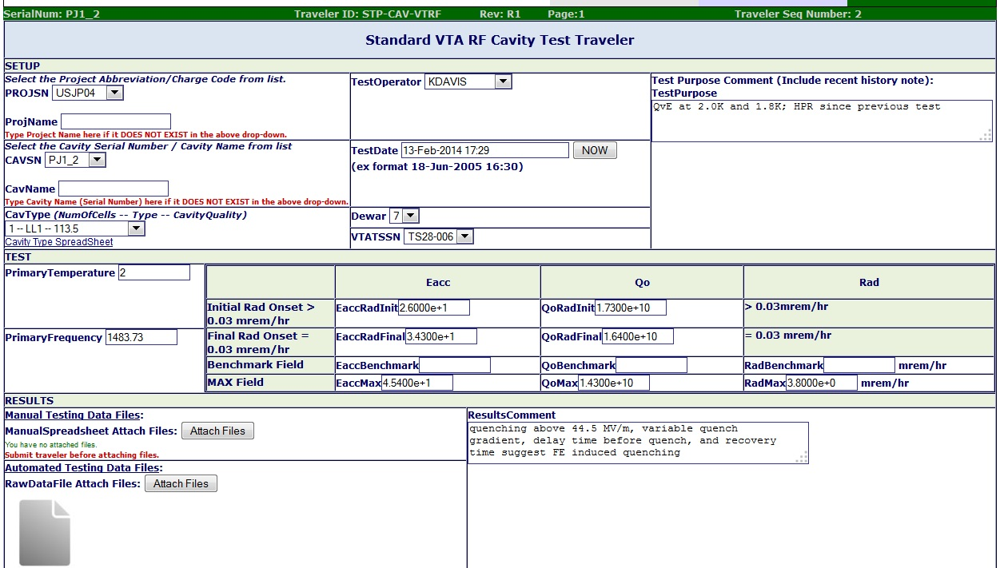 SerialNum: PJ1_2 Traveler ID: STP-CAV-VTRF Rev: R1 Page:1 Traveler Seq Number: 2
Standard VTA RF Cavity Test Traveler
SETUP
Select the Project Abbreviation/Charge Code from list.
PROJSN USJP04
ProjName
Type Project Name here if it DOES NOT EXIST in the above drop-down.
TestOperator KDAVIS
Test Purpose Comment (Include recent history note):
TestPurpose
QvE at 2.0K and 1.8K; HPR since previous test
Select the Cavity Serial Number / Cavity Name from list
CAVSN PJ1_2
CavName
Type Cavity Name (Serial Number) here if it DOES NOT EXIST in the above drop-down.
TestDate 13-Feb-2014 17:29 NOW
(ex format 18-Jun-2005 16:30)
CavType (NumOfCells -- Type -- CavityQuality)
1 -- LL1 -- 113.5
Cavity Type SpreadSheet
Dewar 7
VTATSSN TS28-006
TEST
PrimaryTemperature 2
PrimaryFrequency 1483.73
Eacc Qo Rad
Initial Rad Onset >
0.03 mrem/hr
EaccRadInit 2.6000e+1 QoRadInit 1.7300e+10 > 0.03mrem/hr
Final Rad Onset =
0.03 mrem/hr
EaccRadFinal 3.4300e+1 QoRadFinal 1.6400e+10 = 0.03 mrem/hr
Benchmark Field EaccBenchmark QoBenchmark RadBenchmark mrem/hr
MAX Field EaccMax 4.5400e+1 QoMax 1.4300e+10 RadMax 3.8000e+0 mrem/hr
RESULTS
Manual Testing Data Files:
ManualSpreadsheet Attach Files: Attach Files
You have no attached files.
Submit traveler before attaching files.
Automated Testing Data Files:
RawDataFile Attach Files: Attach Files
ResultsComment
quenching above 44.5 MV/m, variable quench
gradient, delay time before quench, and recovery
time suggest FE induced quenching